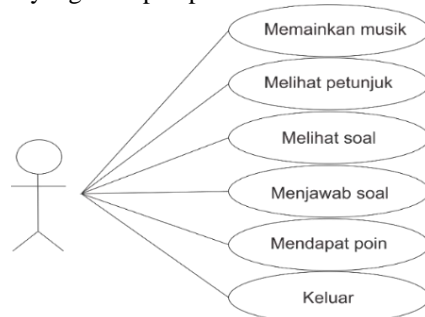 Memainkan musik
Melihat petunjuk
Melihat soal
Menjawab soal
Mendapat poin
Keluar